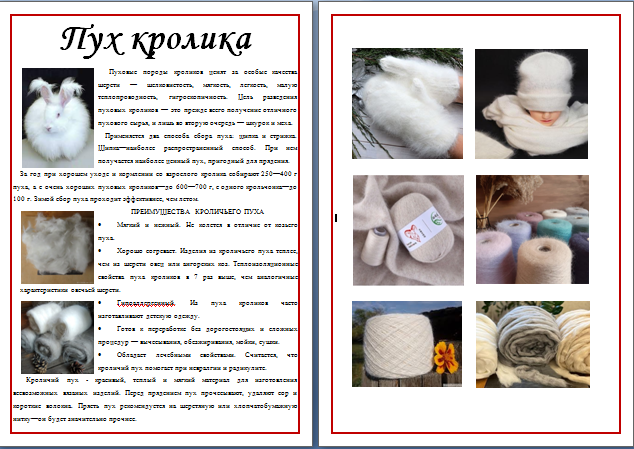 Пух кролика
Пуховые породы кроликов ценят за особые качества
шерсти — шелковистость, мягкость, легкость, малую
теплопроводность, гигроскопичность. Цель разведения
пуховых кроликов — это прежде всего получение отличного
пухового сырья, и лишь во вторую очередь — шкурок и меха.
Применяется два способа сбора пуха: щипка и стрижка.
Щипка—наиболее распространенный способ. При нем
получается наиболее ценный пух, пригодный для прядения.
За год при хорошем уходе и кормлении со взрослого кролика собирают 250—400 г
пуха, а с очень хороших пуховых кроликов—до 600—700 г, с одного крольчонка—до
100 г. Зимой сбор пуха проходит эффективнее, чем летом.
ПРЕИМУЩЕСТВА КРОЛИЧЬЕГО ПУХА
• Мягкий и нежный. Не колется в отличие от козьего
пуха.
• Хорошо согревает. Изделия из кроличьего пуха теплее,
чем из шерсти овец или ангорских коз. Теплоизоляционные
свойства пуха кроликов в 7 раз выше, чем аналогичные
характеристики овечьей шерсти.
• Гипоаллергенный. Из пуха кроликов часто
изготавливают детскую одежду.
• Готов к переработке без дорогостоящих и сложных
процедур — вычесывания, обезжиривания, мойки, сушки.
• Обладает лечебными свойствами. Считается, что
кроличий пух помогает при невралгии и радикулите.
Кроличий пух - красивый, теплый и мягкий материал для изготовления
всевозможных вязаных изделий. Перед прядением пух прочесывают, удаляют сор и
короткие волокна. Прясть пух рекомендуется на шерстяную или хлопчатобумажную
нитку—он будет значительно прочнее.